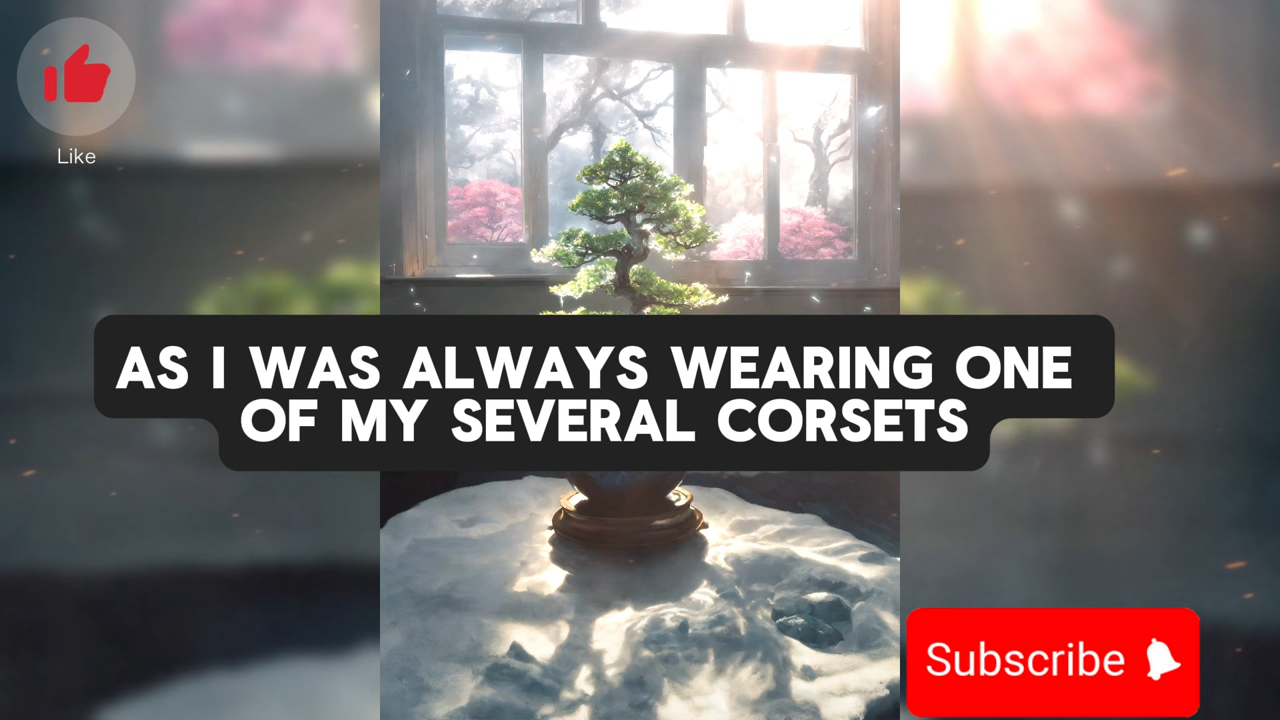 Like
AS I WAS ALWAYS WEARING ONE
OF MY SEVERAL CORSETS
Subscribe